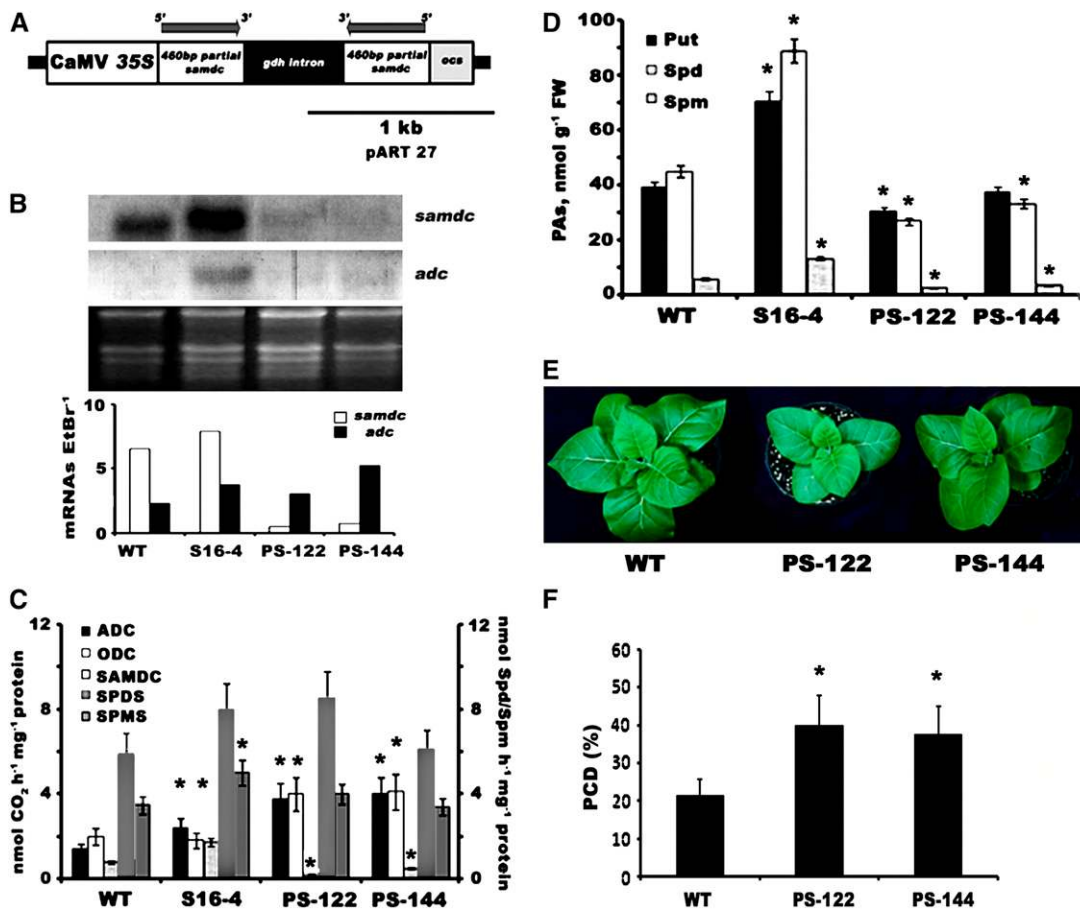 A
5' 3' 3' 5'
CaMV 35S
460bp partial
samdc
gdh intron
460bp partial
samdc
ocs
1 kb
pART 27
B
samdc
adc
mRNAs EtBr⁻¹
10
5
0
samdc
adc
WT S16-4 PS-122 PS-144
C
nmol CO₂ h⁻¹ mg⁻¹ protein
12
8
4
0
ADC
ODC
SAMDC
SPDS
SPMS
* * * * * * * * *
12
8
4
0
nmol Spd/Spm h⁻¹ mg⁻¹ protein
WT S16-4 PS-122 PS-144
D
PAs, nmol g⁻¹ FW
100
80
60
40
20
0
Put
Spd
Spm
* * * * * * * *
WT S16-4 PS-122 PS-144
E
WT PS-122 PS-144
F
PCD (%)
60
50
40
30
20
10
0
* *
WT PS-122 PS-144